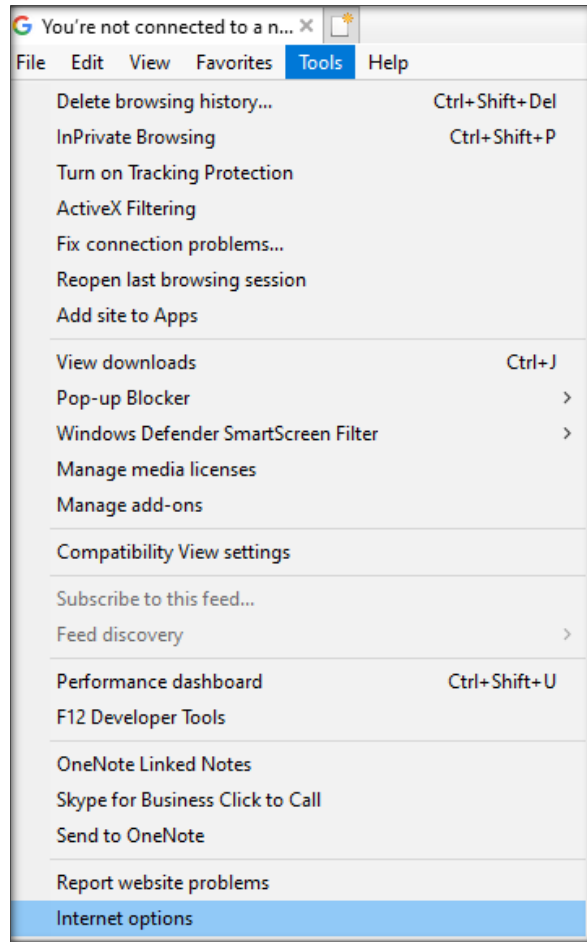 G You're not connected to a n...
File Edit View Favorites Tools Help
Delete browsing history... Ctrl+Shift+Del
InPrivate Browsing Ctrl+Shift+P
Turn on Tracking Protection
ActiveX Filtering
Fix connection problems...
Reopen last browsing session
Add site to Apps
View downloads Ctrl+J
Pop-up Blocker
Windows Defender SmartScreen Filter
Manage media licenses
Manage add-ons
Compatibility View settings
Subscribe to this feed...
Feed discovery
Performance dashboard Ctrl+Shift+U
F12 Developer Tools
OneNote Linked Notes
Skype for Business Click to Call
Send to OneNote
Report website problems
Internet options